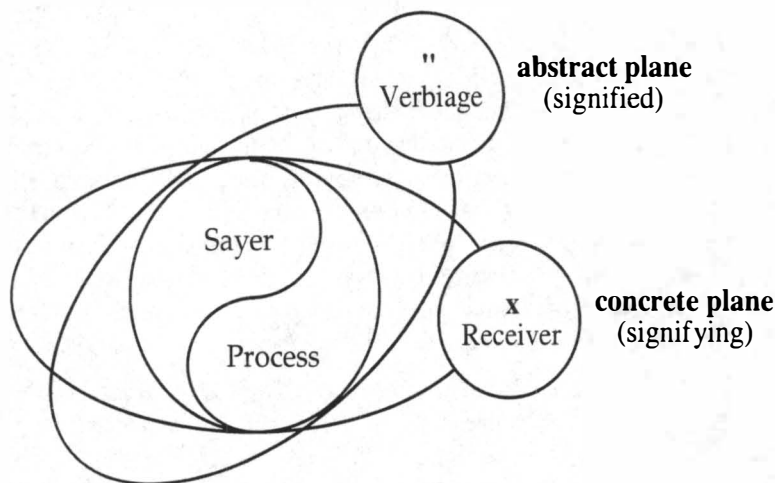 "
Verbiage
abstract plane
(signified)
Sayer
Process
x
Receiver
concrete plane
(signifying)